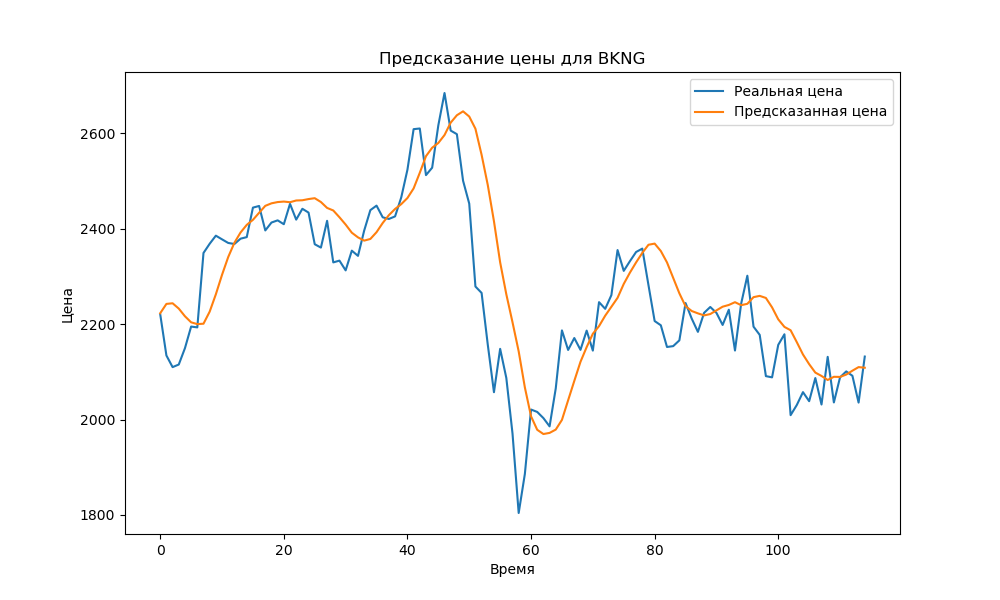 Предсказание цены для BKNG
Реальная цена
Предсказанная цена
Цена
2600
2400
2200
2000
1800
0 20 40 60 80 100
Время